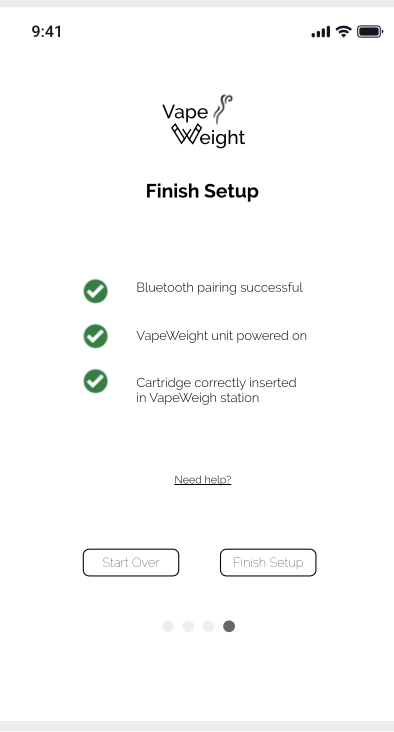 9:41
Vape
Weight
Finish Setup
Bluetooth pairing successful
VapeWeight unit powered on
Cartridge correctly inserted
in VapeWeigh station
Need help?
Start Over
Finish Setup